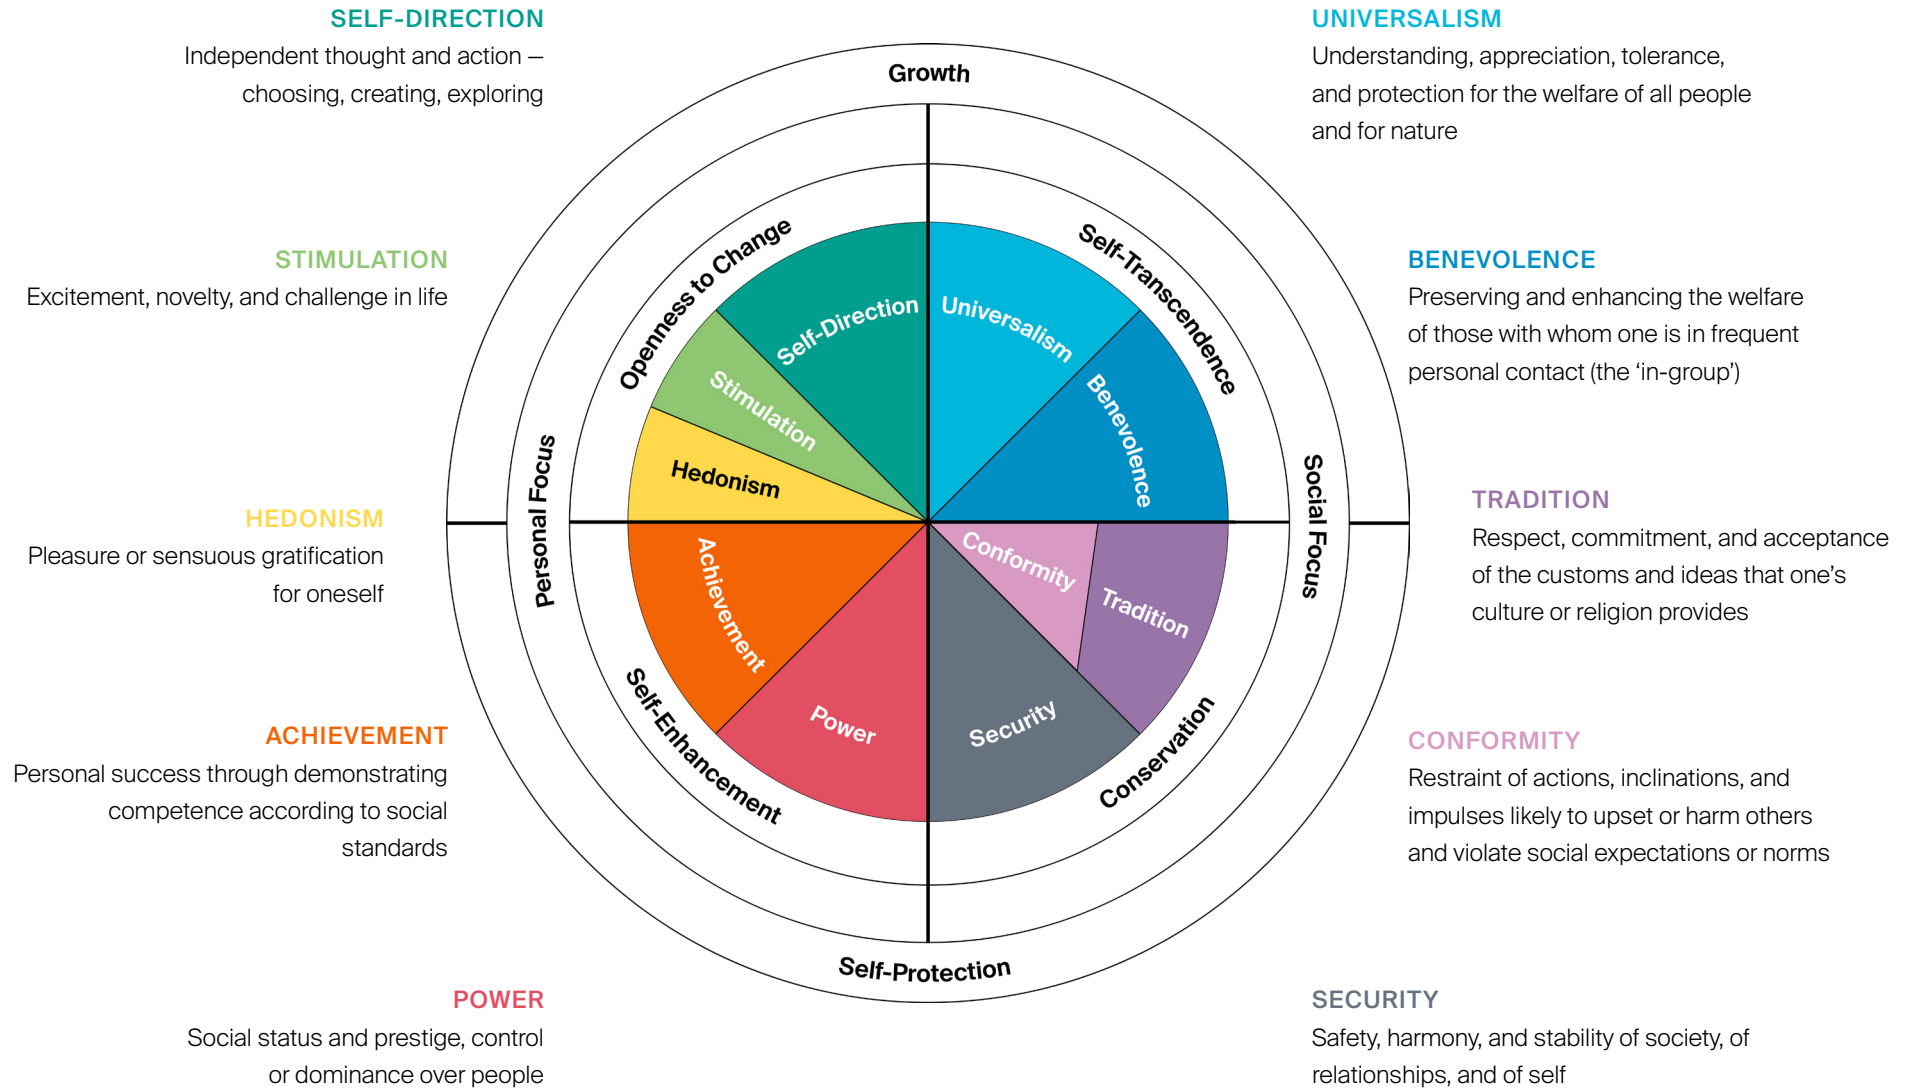 SELF-DIRECTION
Independent thought and action –
choosing, creating, exploring
STIMULATION
Excitement, novelty, and challenge in life
HEDONISM
Pleasure or sensuous gratification
for oneself
ACHIEVEMENT
Personal success through demonstrating
competence according to social
standards
POWER
Social status and prestige, control
or dominance over people
Growth
Openness to Change
Self-Transcendence
Personal Focus
Social Focus
Self-Direction
Universalism
Stimulation
Benevolence
Hedonism
Achievement
Conformity
Tradition
Power
Security
Self-Enhancement
Conservation
Self-Protection
UNIVERSALISM
Understanding, appreciation, tolerance,
and protection for the welfare of all people
and for nature
BENEVOLENCE
Preserving and enhancing the welfare
of those with whom one is in frequent
personal contact (the ‘in-group’)
TRADITION
Respect, commitment, and acceptance
of the customs and ideas that one’s
culture or religion provides
CONFORMITY
Restraint of actions, inclinations, and
impulses likely to upset or harm others
and violate social expectations or norms
SECURITY
Safety, harmony, and stability of society, of
relationships, and of self